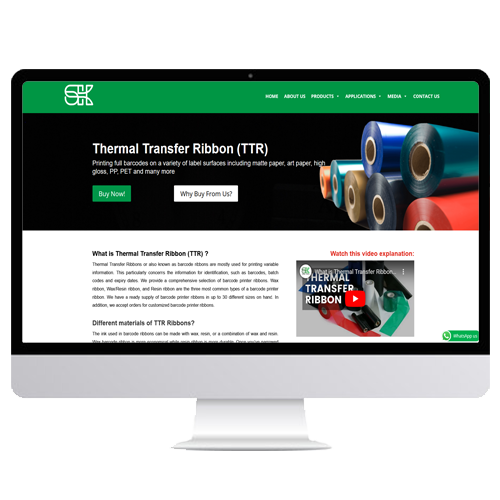 SK
HOME ABOUT US PRODUCTS APPLICATIONS MEDIA CONTACT US
Thermal Transfer Ribbon (TTR)
Printing full barcodes on a variety of label surfaces including matte paper, art paper, high
gloss, PP, PET and many more
Buy Now!
Why Buy From Us?
What is Thermal Transfer Ribbon (TTR) ?
Thermal Transfer Ribbons or also known as barcode ribbons are mostly used for printing variable
information. This particularly concerns the information for identification, such as barcodes, batch
codes and expiry dates. We provide a comprehensive selection of barcode printer ribbons. Wax
ribbon, Wax/Resin ribbon, and Resin ribbon are the three most common types of a barcode printer
ribbon. We have a ready supply of barcode printer ribbons in up to 30 different sizes on hand. In
addition, we accept orders for customized barcode printer ribbons.
Different materials of TTR Ribbons?
The ink used in barcode ribbons can be made with wax, resin, or a combination of wax and resin.
Watch this video explanation:
What is Thermal Transfer Ribbon...
THERMAL
TRANSFER
RIBBON
WhatsApp us